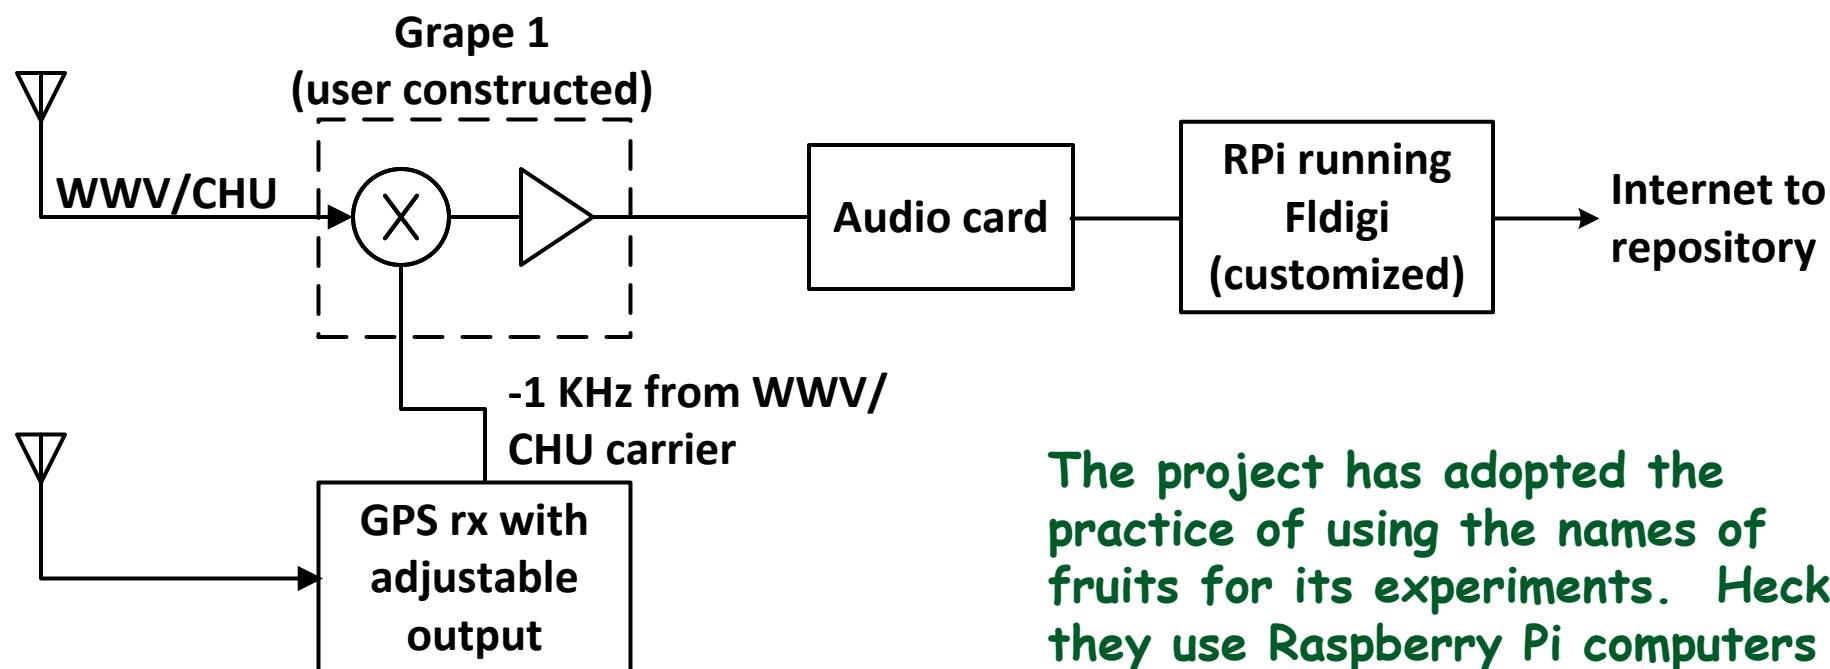 Grape 1
(user constructed)
WWV/CHU
Audio card
RPi running
Fldigi
(customized)
Internet to
repository
-1 KHz from WWV/
CHU carrier
GPS rx with
adjustable
output
The project has adopted the
practice of using the names of
fruits for its experiments. Heck
they use Raspberry Pi computers